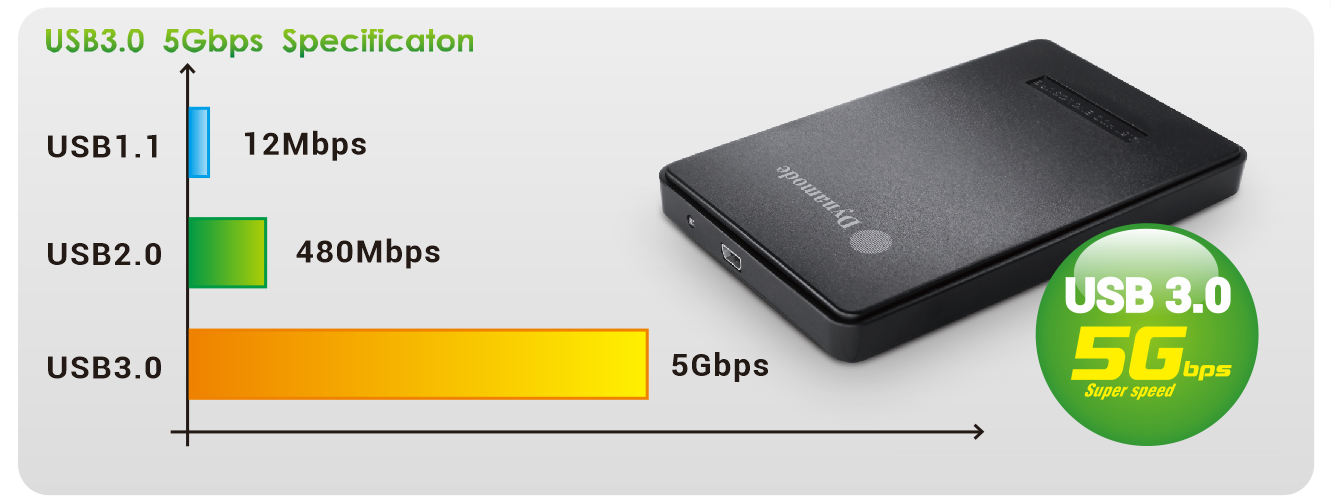 USB3.0 5Gbps Specificaton
USB1.1 12Mbps
USB2.0 480Mbps
USB3.0 5Gbps
Dynamode
USB 3.0
5Gbps
Super speed